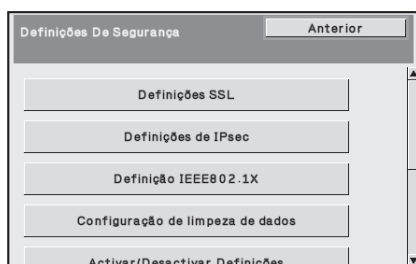 Definições De Segurança
Anterior
Definições SSL
Definições de IPsec
Definição IEEE802.1X
Configuração de limpeza de dados
Activar/Desactivar Definições